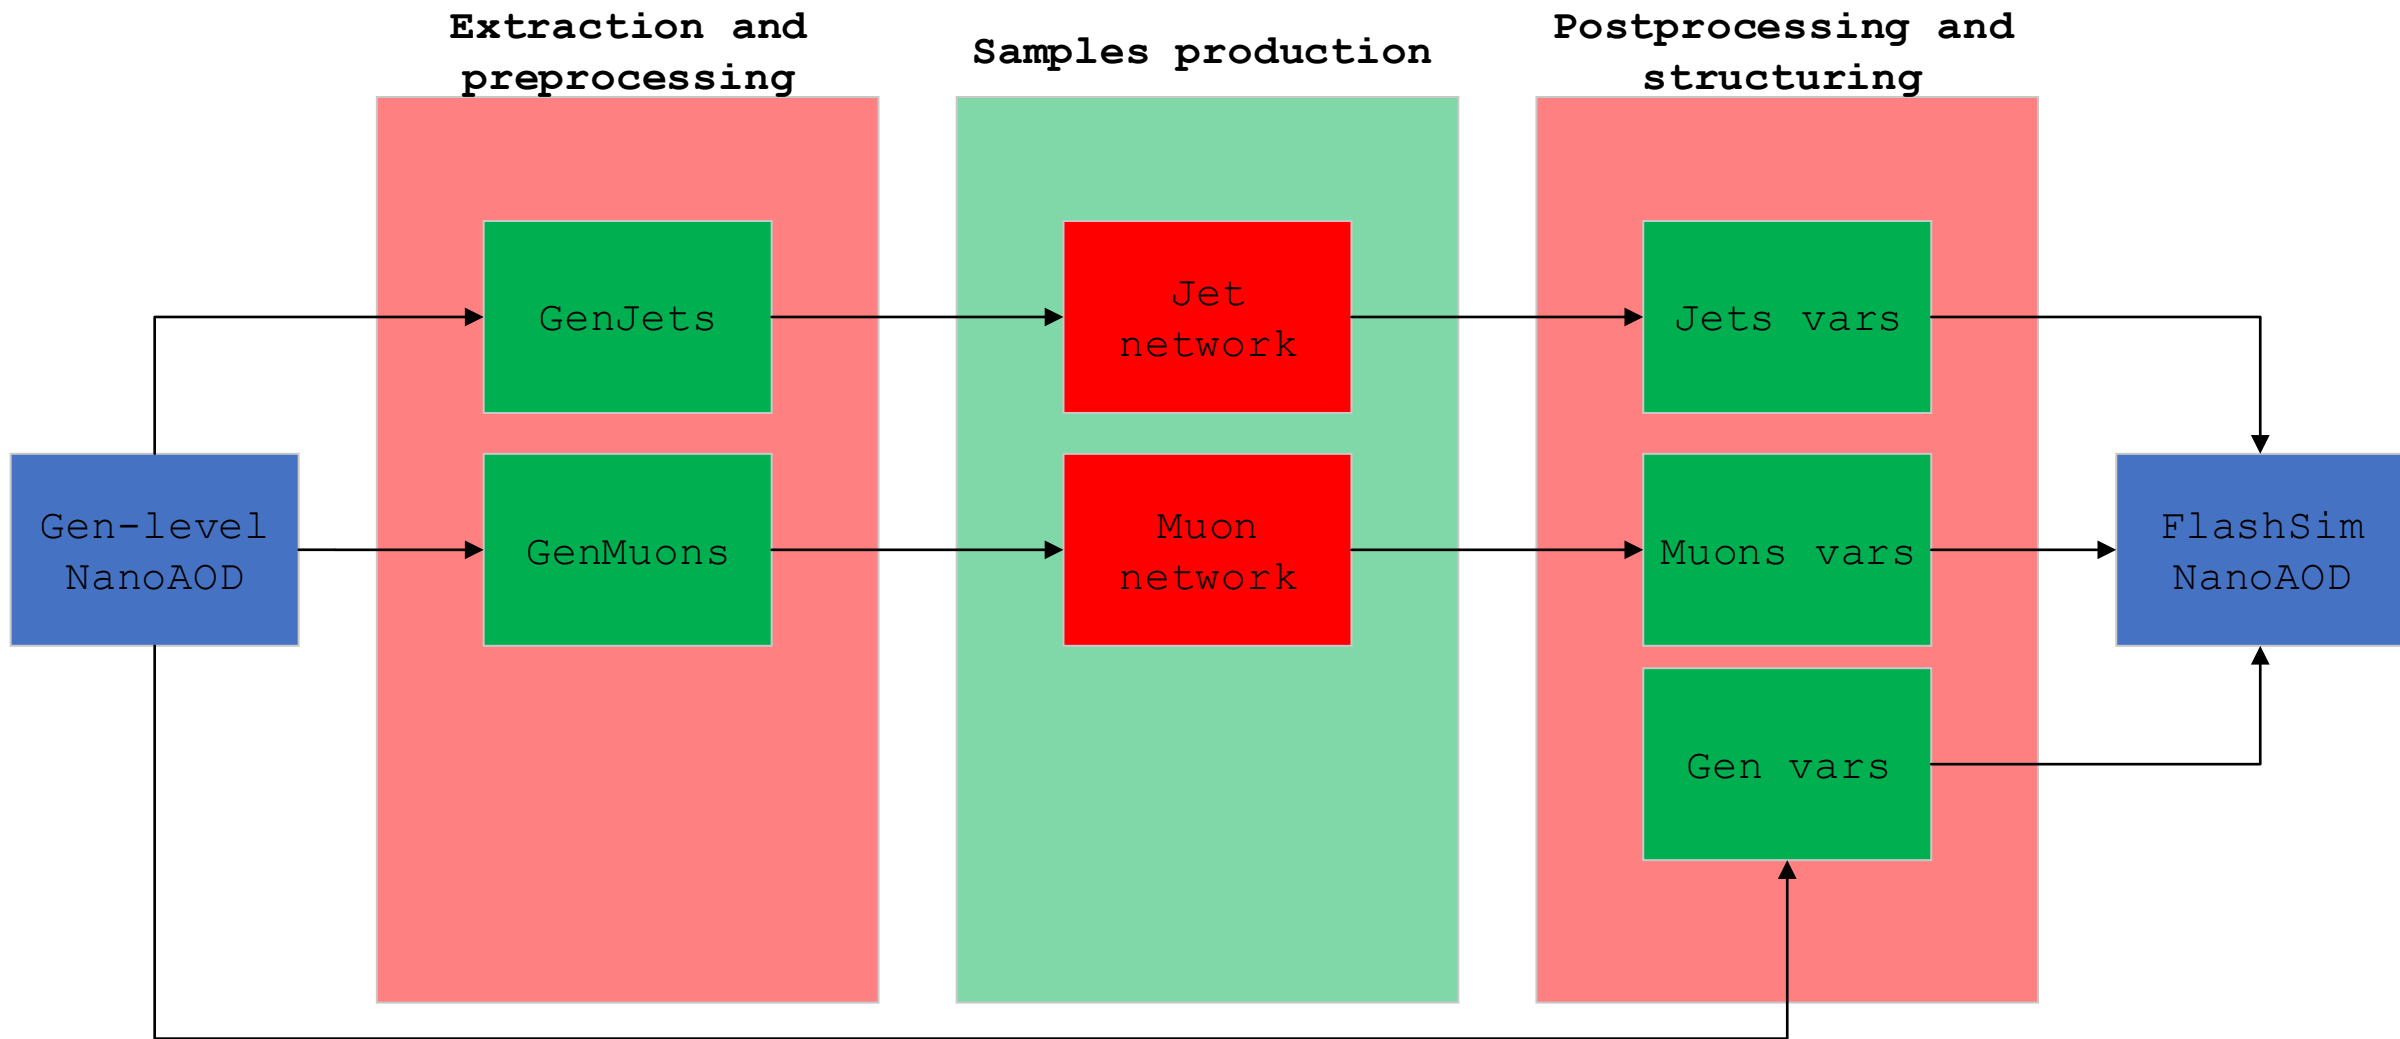 Extraction and
preprocessing
Samples production
Postprocessing and
structuring
GenJets
Jet
network
Jets vars
Gen-level
NanoAOD
GenMuons
Muon
network
Muons vars
FlashSim
NanoAOD
Gen vars